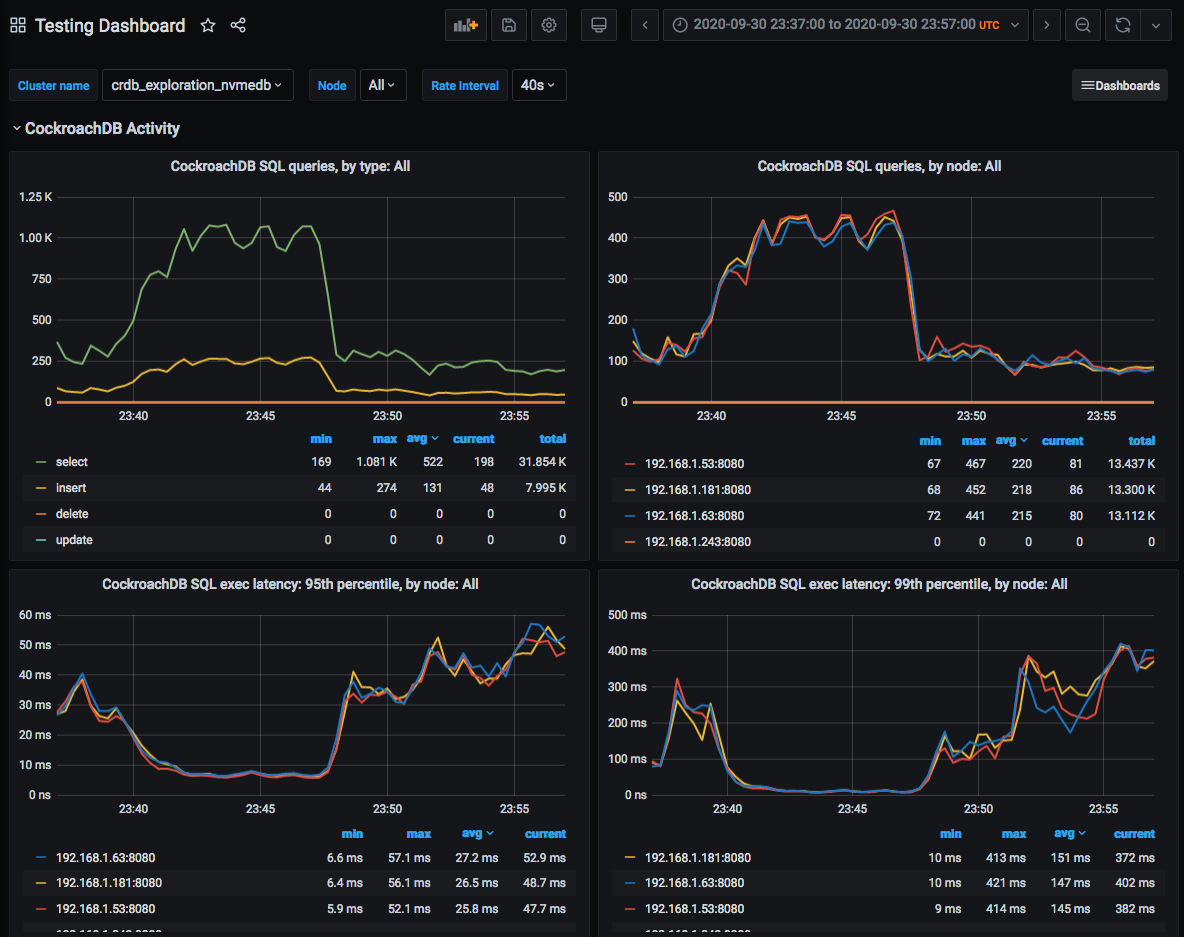 Testing Dashboard
2020-09-30 23:37:00 to 2020-09-30 23:57:00 UTC
Cluster name crdb_exploration_nvmedb Node All Rate Interval 40s Dashboards
CockroachDB Activity
CockroachDB SQL queries, by type: All
1.25 K
1.00 K
750
500
250
0
23:40 23:45 23:50 23:55
min max avg current total
select 169 1.081 K 522 198 31.854 K
insert 44 274 131 48 7.995 K
delete 0 0 0 0 0
update 0 0 0 0 0
CockroachDB SQL queries, by node: All
500
400
300
200
100
0
23:40 23:45 23:50 23:55
min max avg current total
192.168.1.53:8080 67 467 220 81 13.437 K
192.168.1.181:8080 68 452 218 86 13.300 K
192.168.1.63:8080 72 441 215 80 13.112 K
192.168.1.243:8080 0 0 0 0 0
CockroachDB SQL exec latency: 95th percentile, by node: All
60 ms
50 ms
40 ms
30 ms
20 ms
10 ms
0 ns
23:40 23:45 23:50 23:55
min max avg current
192.168.1.63:8080 6.6 ms 57.1 ms 27.2 ms 52.9 ms
192.168.1.181:8080 6.4 ms 56.1 ms 26.5 ms 48.7 ms
192.168.1.53:8080 5.9 ms 52.1 ms 25.8 ms 47.7 ms
CockroachDB SQL exec latency: 99th percentile, by node: All
500 ms
400 ms
300 ms
200 ms
100 ms
0 ns
23:40 23:45 23:50 23:55
min max avg current
192.168.1.181:8080 10 ms 413 ms 151 ms 372 ms
192.168.1.63:8080 10 ms 421 ms 147 ms 402 ms
192.168.1.53:8080 9 ms 414 ms 145 ms 382 ms